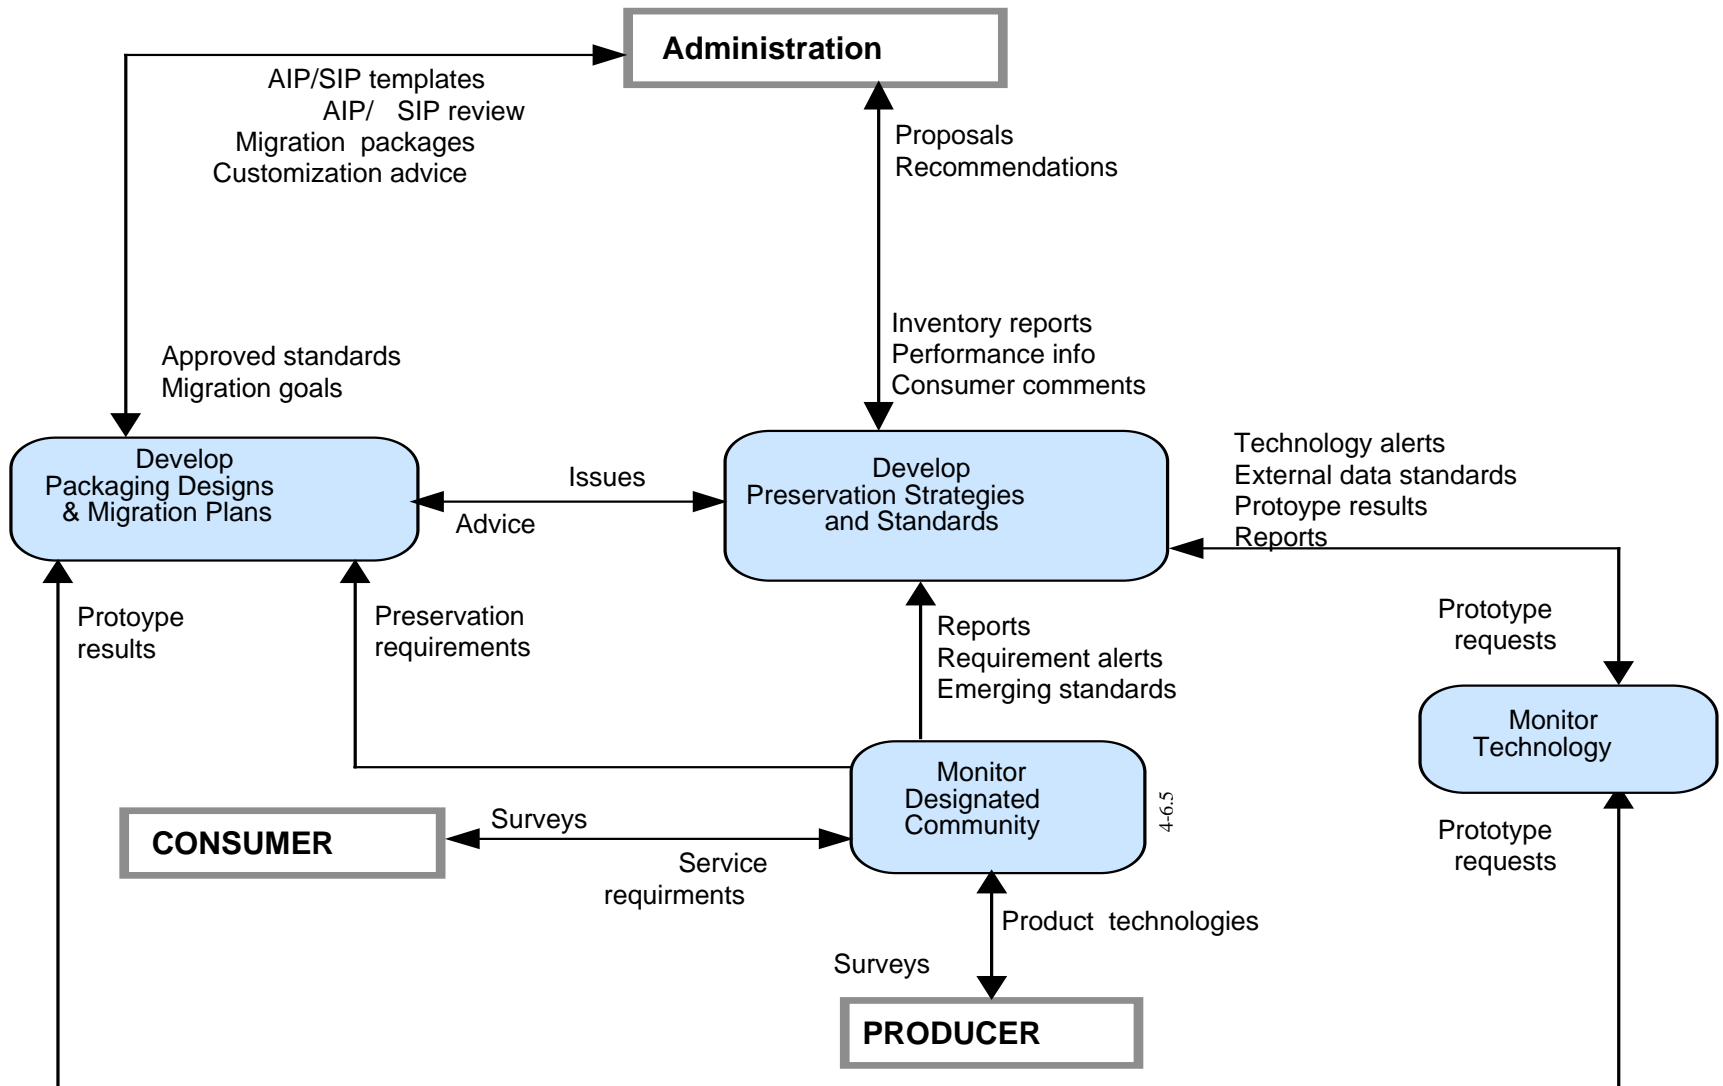 Administration
AIP/SIP templates
AIP/ SIP review
Migration packages
Customization advice
Proposals
Recommendations
Inventory reports
Performance info
Consumer comments
Approved standards
Migration goals
Develop
Packaging Designs
& Migration Plans
Issues
Advice
Develop
Preservation Strategies
and Standards
Technology alerts
External data standards
Protoype results
Reports
Protoype
results
Preservation
requirements
Reports
Requirement alerts
Emerging standards
Prototype
requests
Monitor
Technology
Monitor
Designated
Community
4-6.5
CONSUMER
Surveys
Service
requirments
Prototype
requests
Product technologies
Surveys
PRODUCER